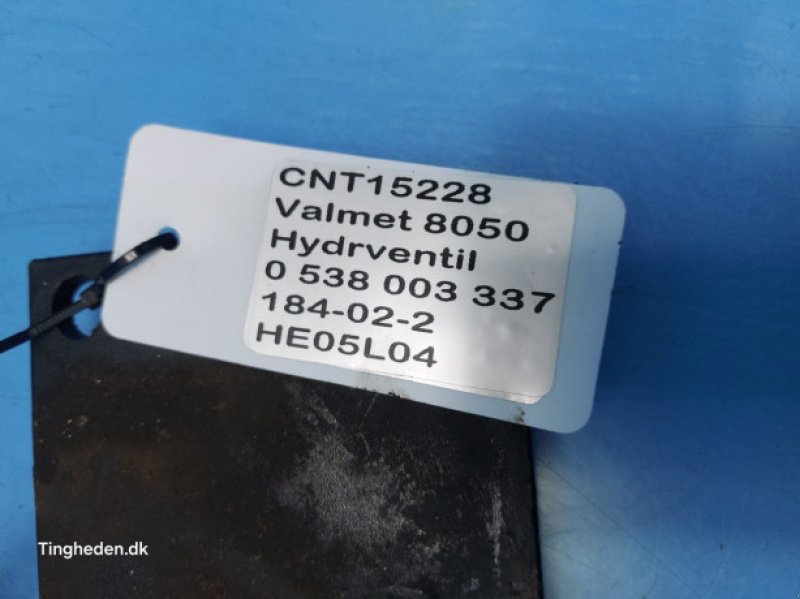 CNT15228
Valmet 8050
Hydrventil
0 538 003 337
184-02-2
HE05L04
Tingheden.dk